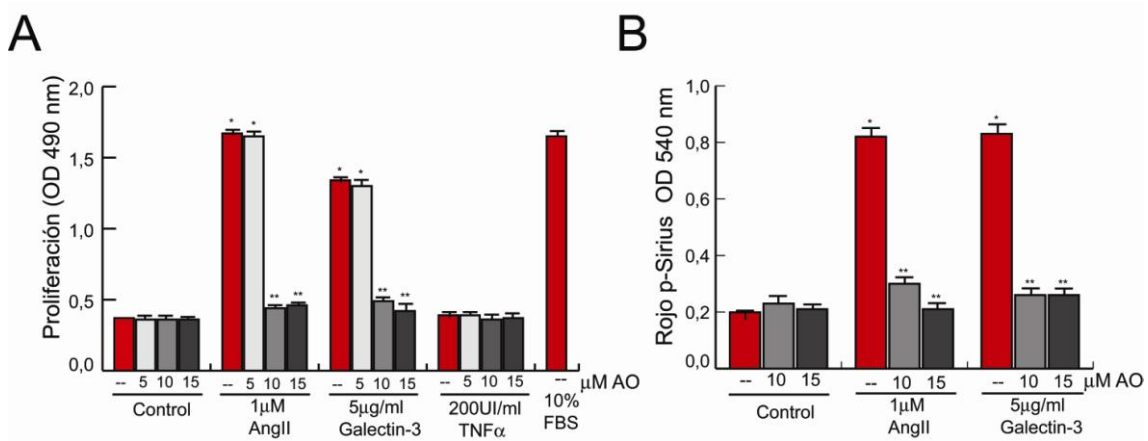 A
Proliferación (OD 490 nm)
2,0
1,5
1,0
0,5
0,0
* * ** **
* * ** **
-- 5 10 15 -- 5 10 15 -- 5 10 15 -- 5 10 15 -- μM AO
Control
1μM
AngII
5μg/ml
Galectin-3
200UI/ml
TNFα
10%
FBS
B
Rojo p-Sirius OD 540 nm
1,0
0,8
0,6
0,4
0,2
0,0
* ** **
* ** **
-- 10 15 -- 10 15 -- 10 15 μM AO
Control
1μM
AngII
5μg/ml
Galectin-3